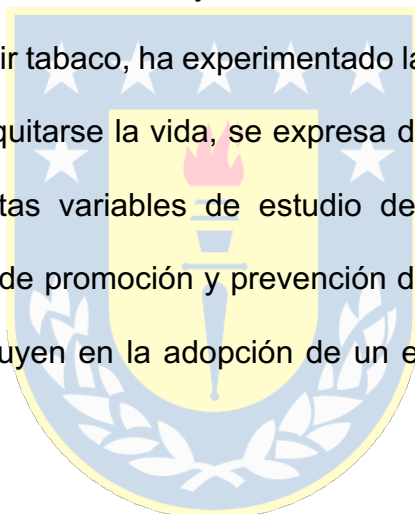 ir tabaco, ha experimentado la
quitarse la vida, se expresa d
tas variables de estudio de
de promoción y prevención d
uyen en la adopción de un e